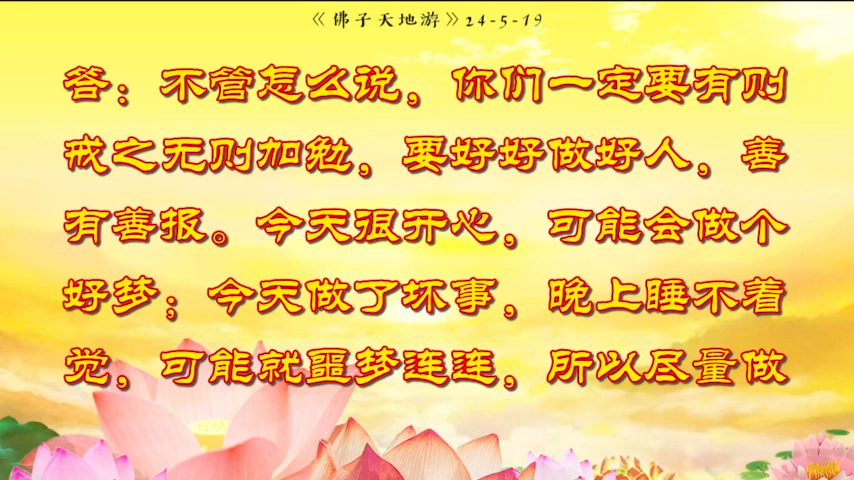 《佛子天地游》24-5-19
答：不管怎么说，你们一定要有则
戒之无则加勉，要好好做好人，善
有善报。今天很开心，可能会做个
好梦；今天做了坏事，晚上睡不着
觉，可能就噩梦连连，所以尽量做